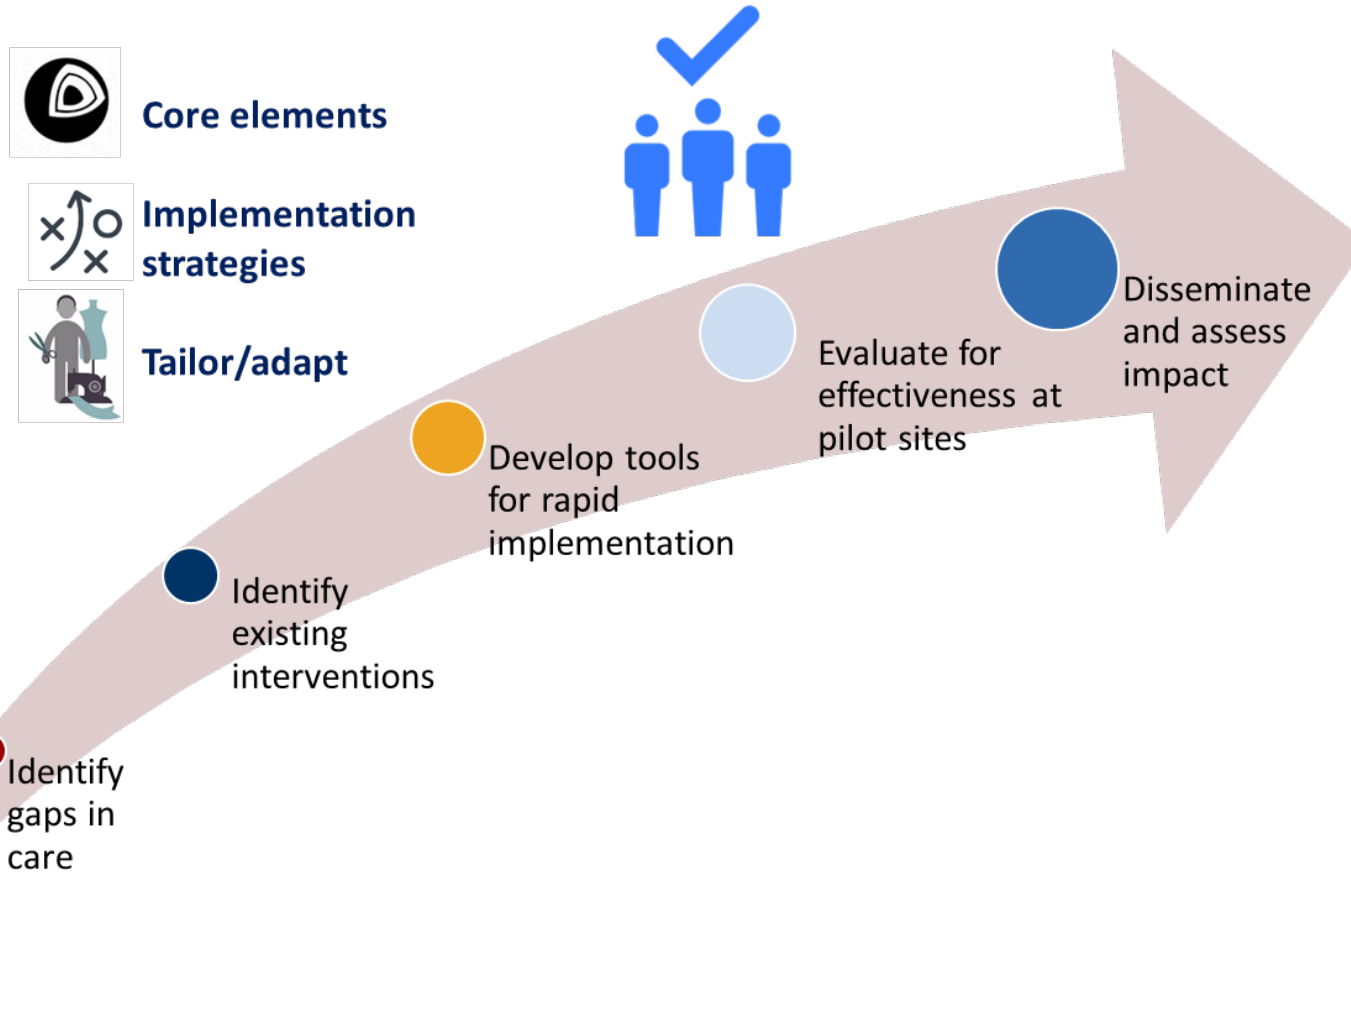 Core elements
Implementation
strategies
Tailor/adapt
Disseminate
and assess
impact
Evaluate for
effectiveness at
pilot sites
Develop tools
for rapid
implementation
Identify
existing
interventions
Identify
gaps in
care